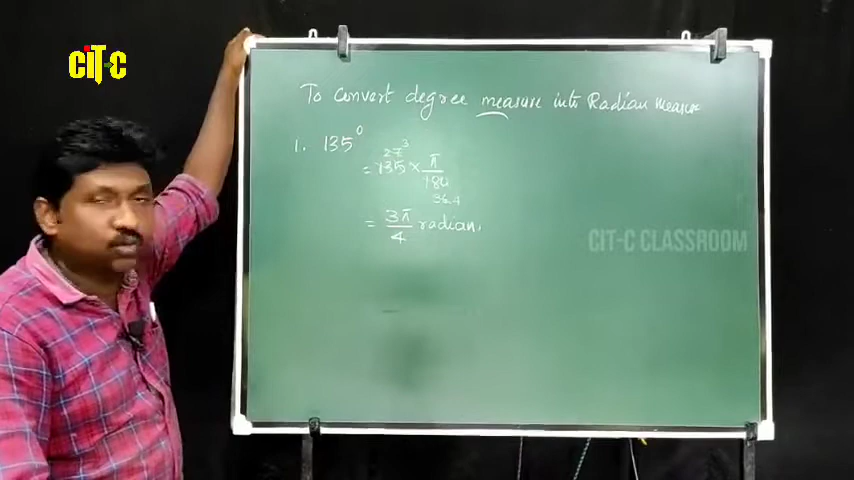 CiT-C
To convert degree measure into Radian measure
1. 135°
27 3
= 135 × π
180
36 4
= 3π
4 radian.
CIT-C CLASSROOM